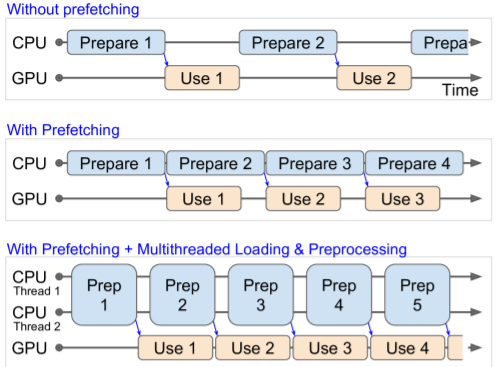 Without prefetching
CPU Prepare 1 Prepare 2 Prepa
GPU Use 1 Use 2
Time
With Prefetching
CPU Prepare 1 Prepare 2 Prepare 3 Prepare 4
GPU Use 1 Use 2 Use 3
With Prefetching + Multithreaded Loading & Preprocessing
CPU
Thread 1
Prep 1
Prep 2
Prep 3
Prep 4
Prep 5
CPU
Thread 2
GPU Use 1 Use 2 Use 3 Use 4